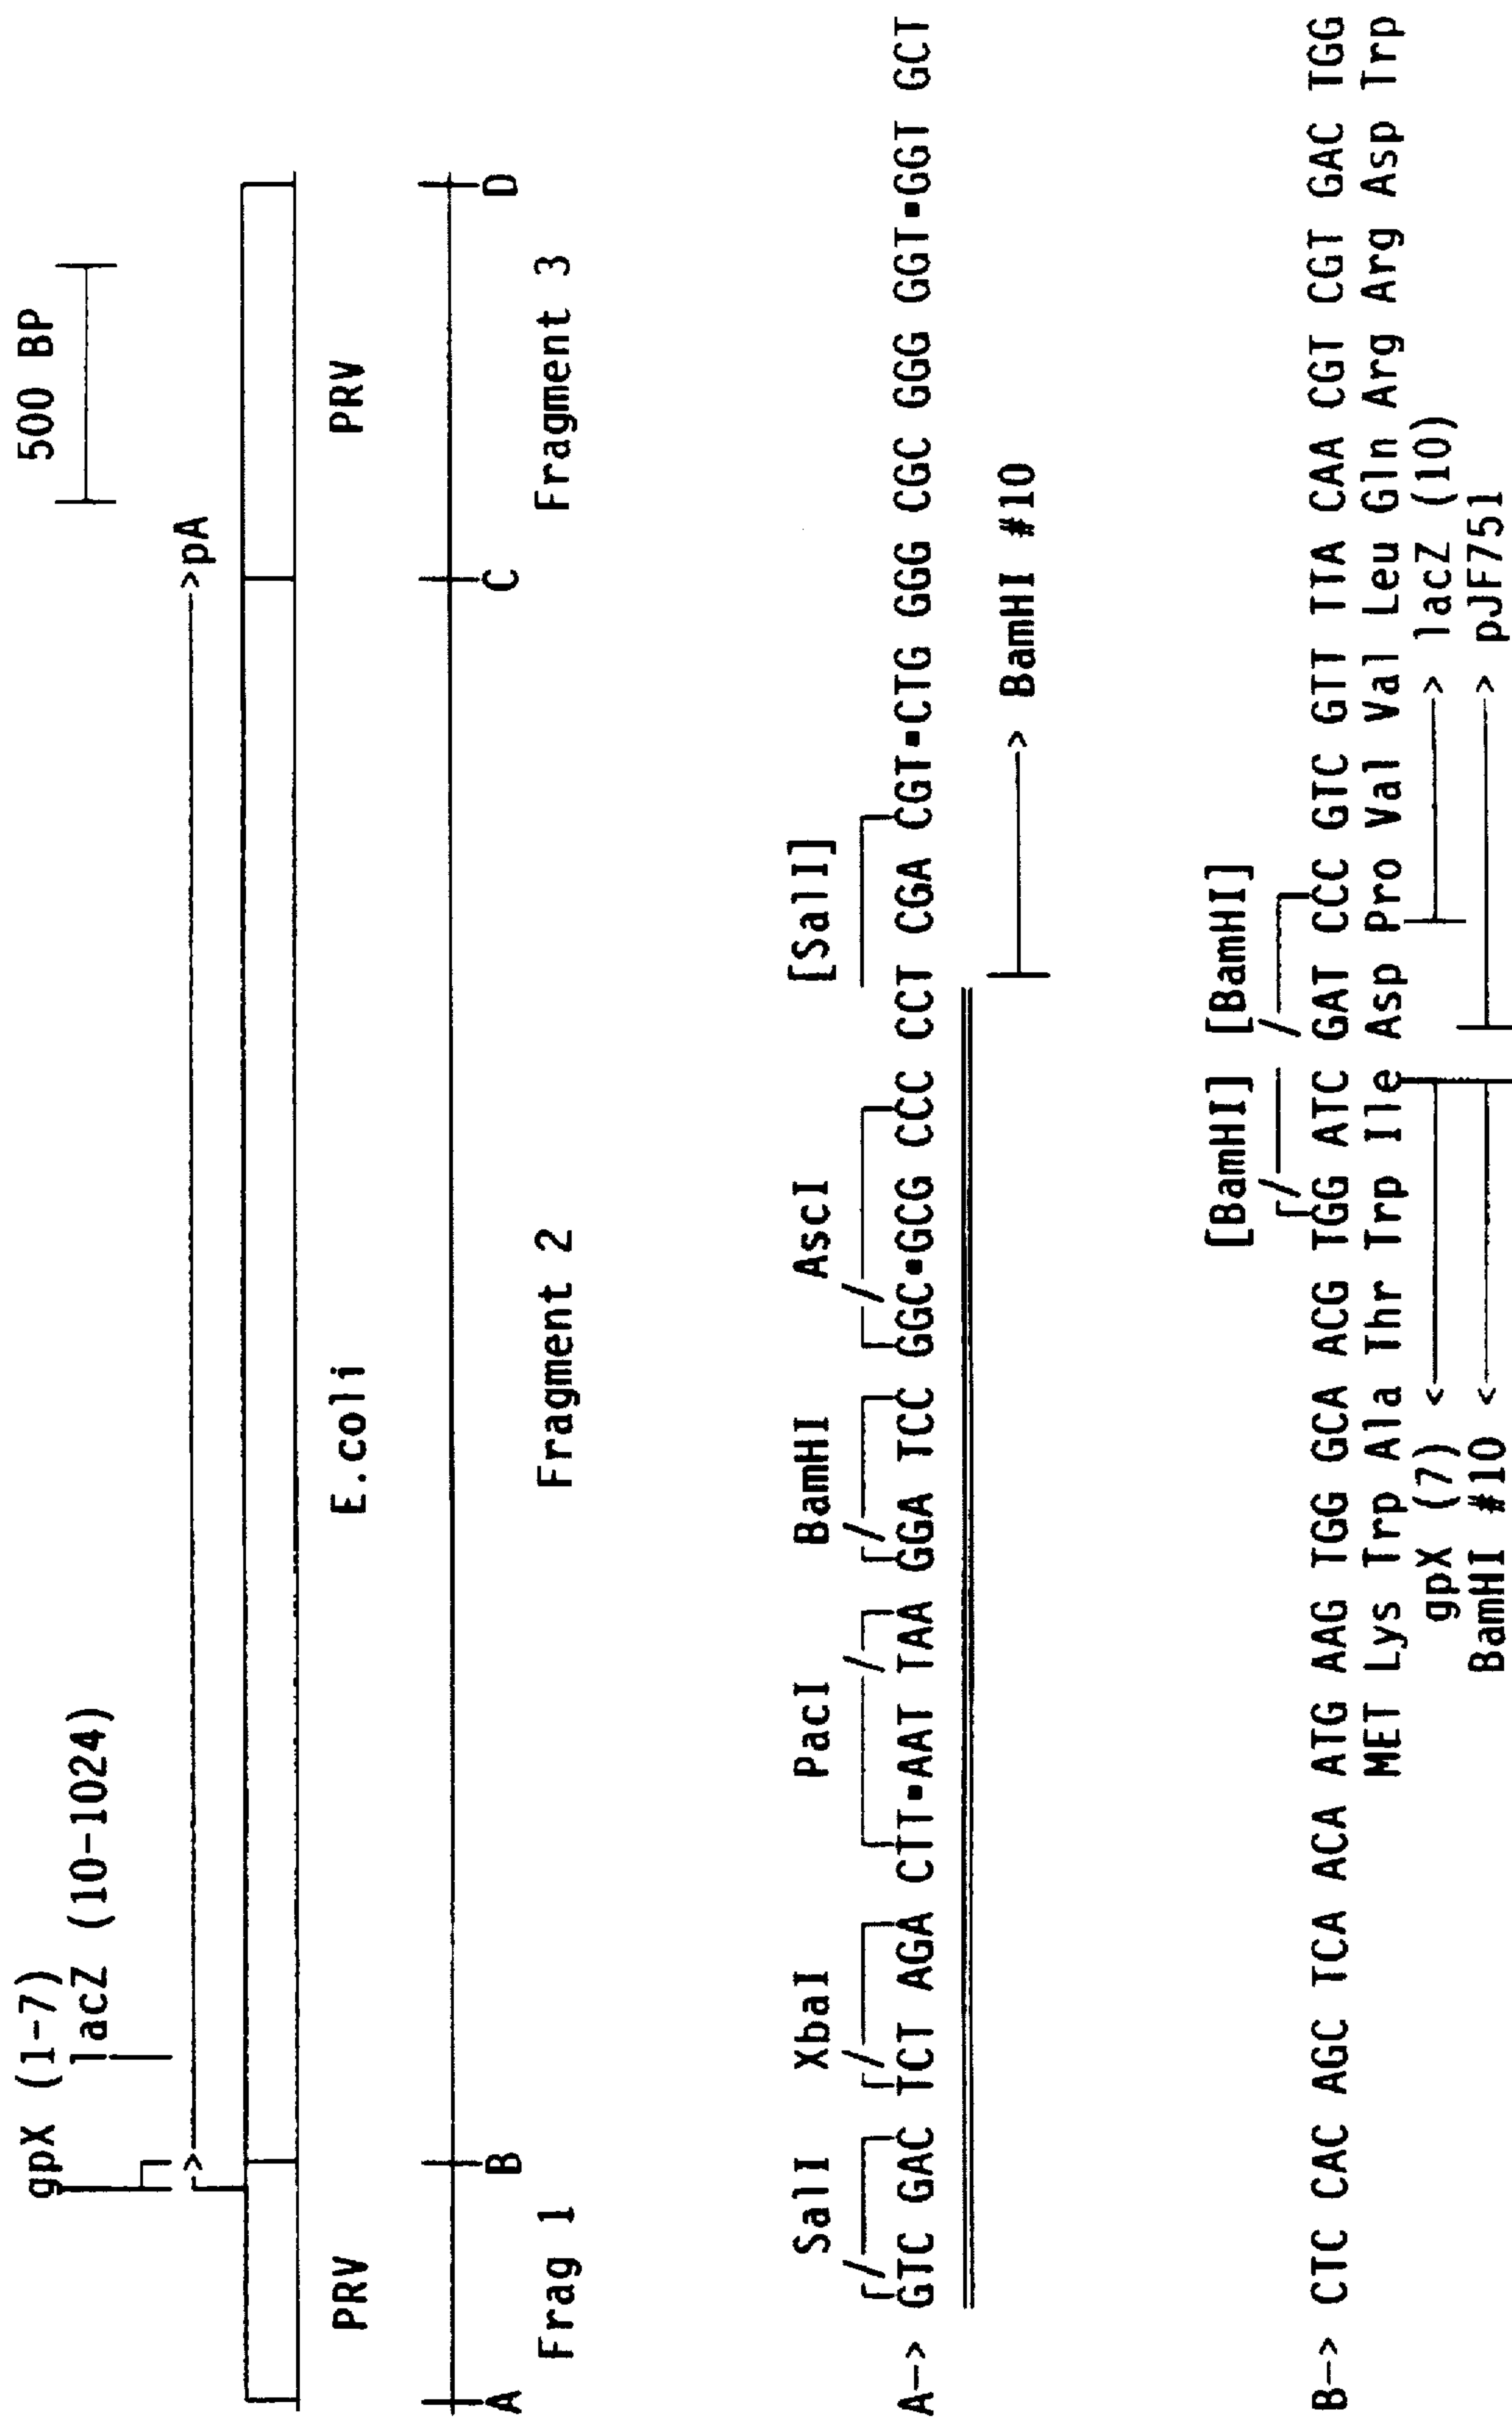 500 BP
gpX (1-7)
lacZ (10-1024)
>pA
>
PRV E.coli PRV
A B C D
Frag 1 Fragment 2 Fragment 3
SalI XbaI PacI BamHI AscI [SalI]
A--> GTC GAC TCT AGA CTT▪AAT TAA GGA TCC GGC▪GCG CCC CCT CGA CGT▪CTG GGG CGC GGG GGT▪GGT GCT
> BamHI #10
[BamHI] [BamHI]
B--> CTC CAC AGC TCA ACA ATG AAG TGG GCA ACG TGG ATC GAT CCC GTC GTT TTA CAA CGT CGT GAC TGG
MET Lys Trp Ala Thr Trp Ile Asp Pro Val Val Leu Gln Arg Arg Asp Trp
gpX (7) < > lacZ (10)
BamHI #10 < > pJF751